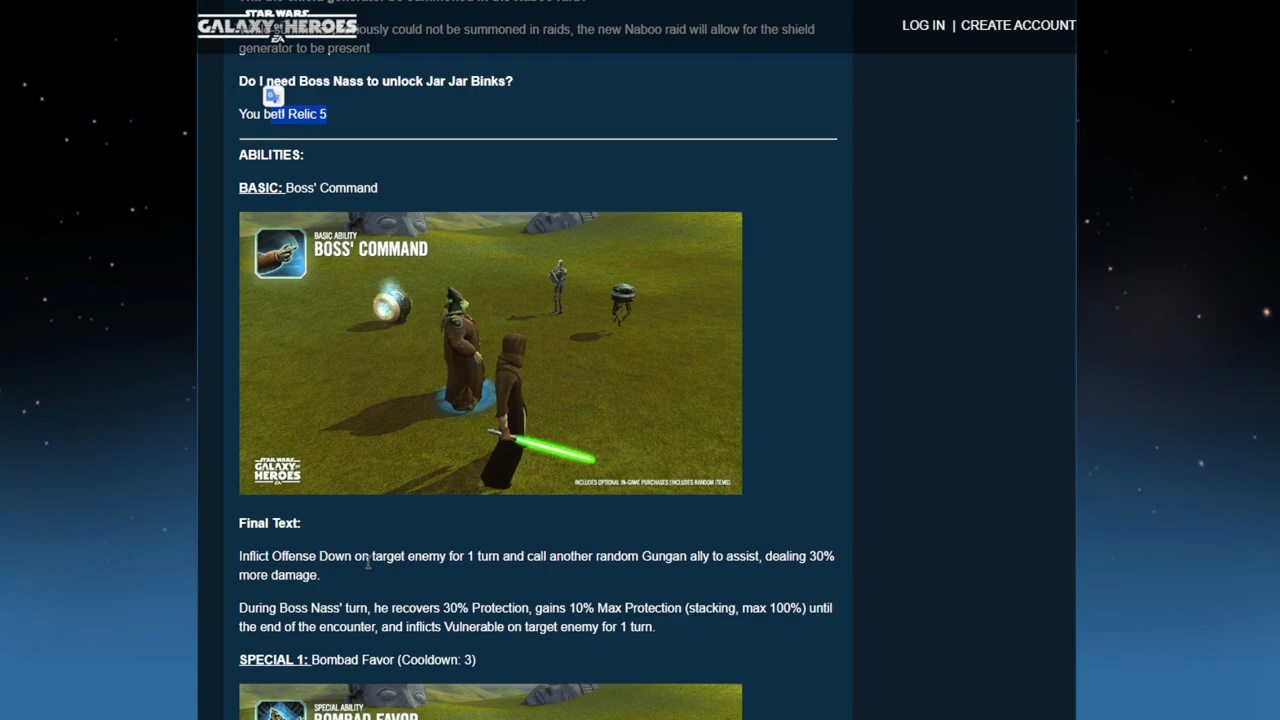 STAR WARS
GALAXY OF HEROES
EA
LOG IN | CREATE ACCOUNT
previously could not be summoned in raids, the new Naboo raid will allow for the shield
generator to be present
Do I need Boss Nass to unlock Jar Jar Binks?
You bet! Relic 5
ABILITIES:
BASIC: Boss' Command
BASIC ABILITY
BOSS' COMMAND
STAR WARS
GALAXY OF
HEROES
INCLUDES OPTIONAL IN-GAME PURCHASES (INCLUDES RANDOM ITEMS).
Final Text:
Inflict Offense Down on target enemy for 1 turn and call another random Gungan ally to assist, dealing 30%
more damage.
During Boss Nass' turn, he recovers 30% Protection, gains 10% Max Protection (stacking, max 100%) until
the end of the encounter, and inflicts Vulnerable on target enemy for 1 turn.
SPECIAL 1: Bombad Favor (Cooldown: 3)
SPECIAL ABILITY
BOMBAD FAVOR